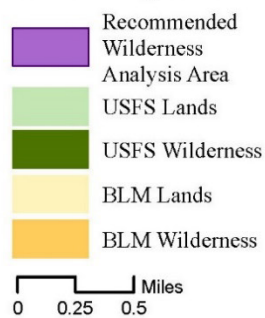 Recommended
Wilderness
Analysis Area
USFS Lands
USFS Wilderness
BLM Lands
BLM Wilderness
Miles
0 0.25 0.5